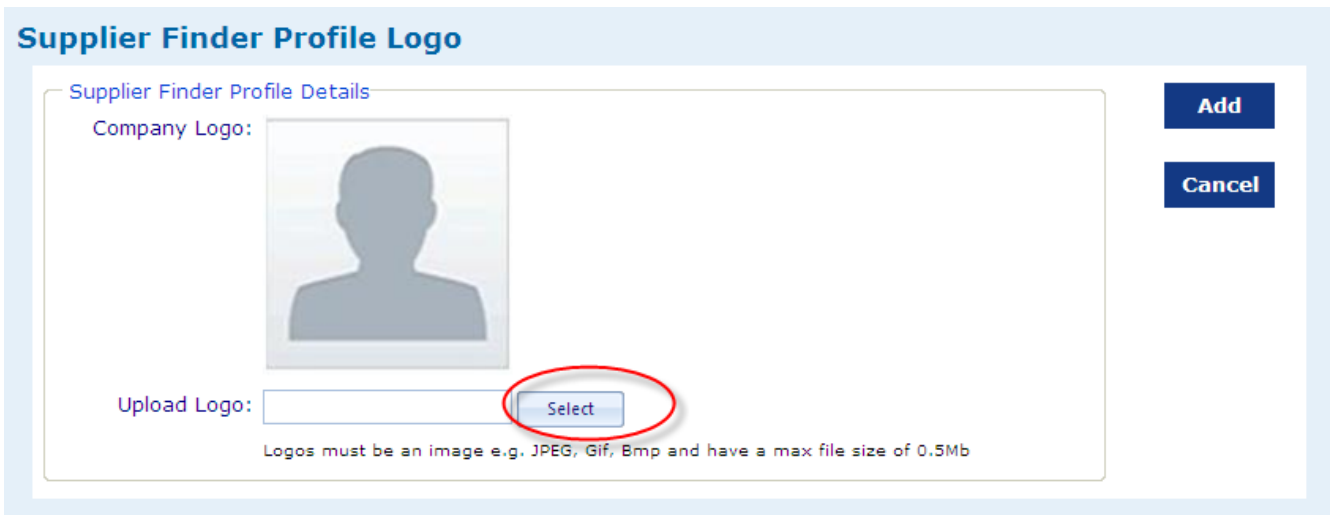 Supplier Finder Profile Logo
Supplier Finder Profile Details
Add
Company Logo:
Cancel
Upload Logo:
Select
Logos must be an image e.g. JPEG, Gif, Bmp and have a max file size of 0.5Mb